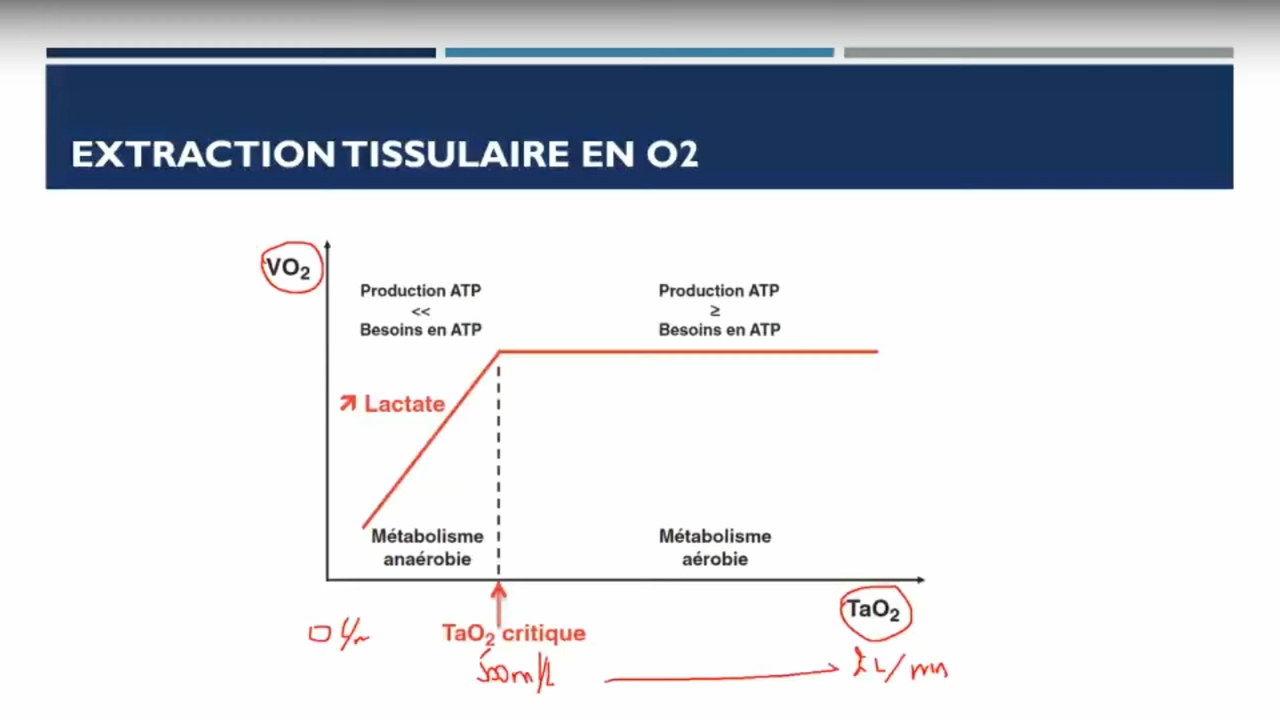 EXTRACTION TISSULAIRE EN O2
VO₂
Production ATP
<<
Besoins en ATP
Production ATP
≥
Besoins en ATP
↗ Lactate
Métabolisme
anaérobie
Métabolisme
aérobie
TaO₂
TaO₂ critique
L/mn